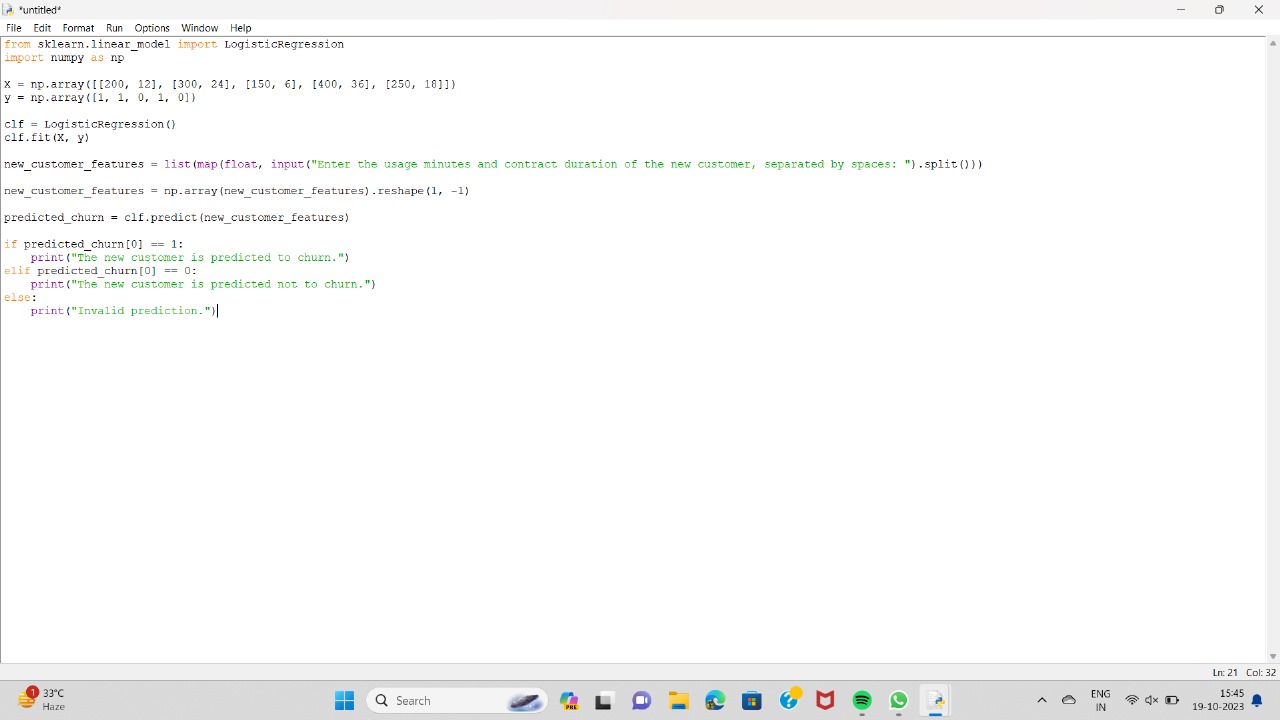 *untitled*
File Edit Format Run Options Window Help
from sklearn.linear_model import LogisticRegression
import numpy as np
X = np.array([[200, 12], [300, 24], [150, 6], [400, 36], [250, 18]])
y = np.array([1, 1, 0, 1, 0])
clf = LogisticRegression()
clf.fit(X, y)
new_customer_features = list(map(float, input("Enter the usage minutes and contract duration of the new customer, separated by spaces: ").split()))
new_customer_features = np.array(new_customer_features).reshape(1, -1)
predicted_churn = clf.predict(new_customer_features)
if predicted_churn[0] == 1:
    print("The new customer is predicted to churn.")
elif predicted_churn[0] == 0:
    print("The new customer is predicted not to churn.")
else:
    print("Invalid prediction.")
Ln: 21 Col: 32
1 33°C
Haze
Search
PRE
ENG
IN
15:45
19-10-2023